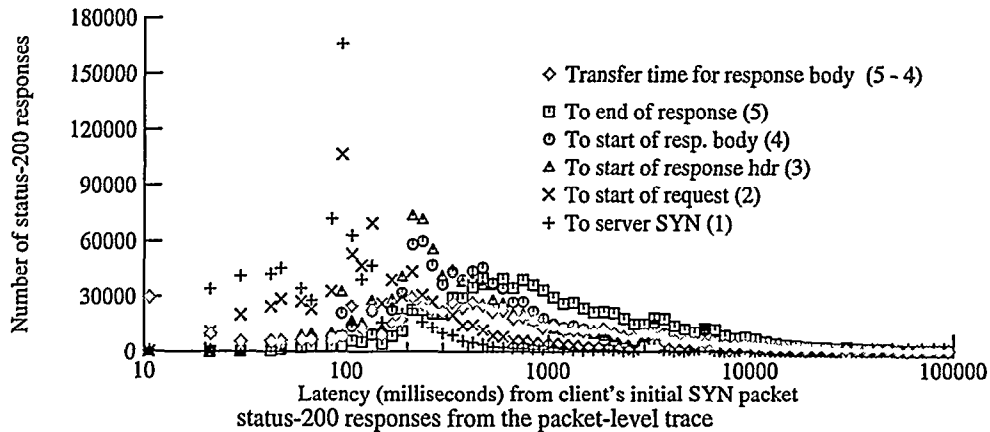 180000
150000
120000
90000
60000
30000
0
Number of status-200 responses
Transfer time for response body (5 - 4)
To end of response (5)
To start of resp. body (4)
To start of response hdr (3)
To start of request (2)
To server SYN (1)
10 100 1000 10000 100000
Latency (milliseconds) from client's initial SYN packet
status-200 responses from the packet-level trace